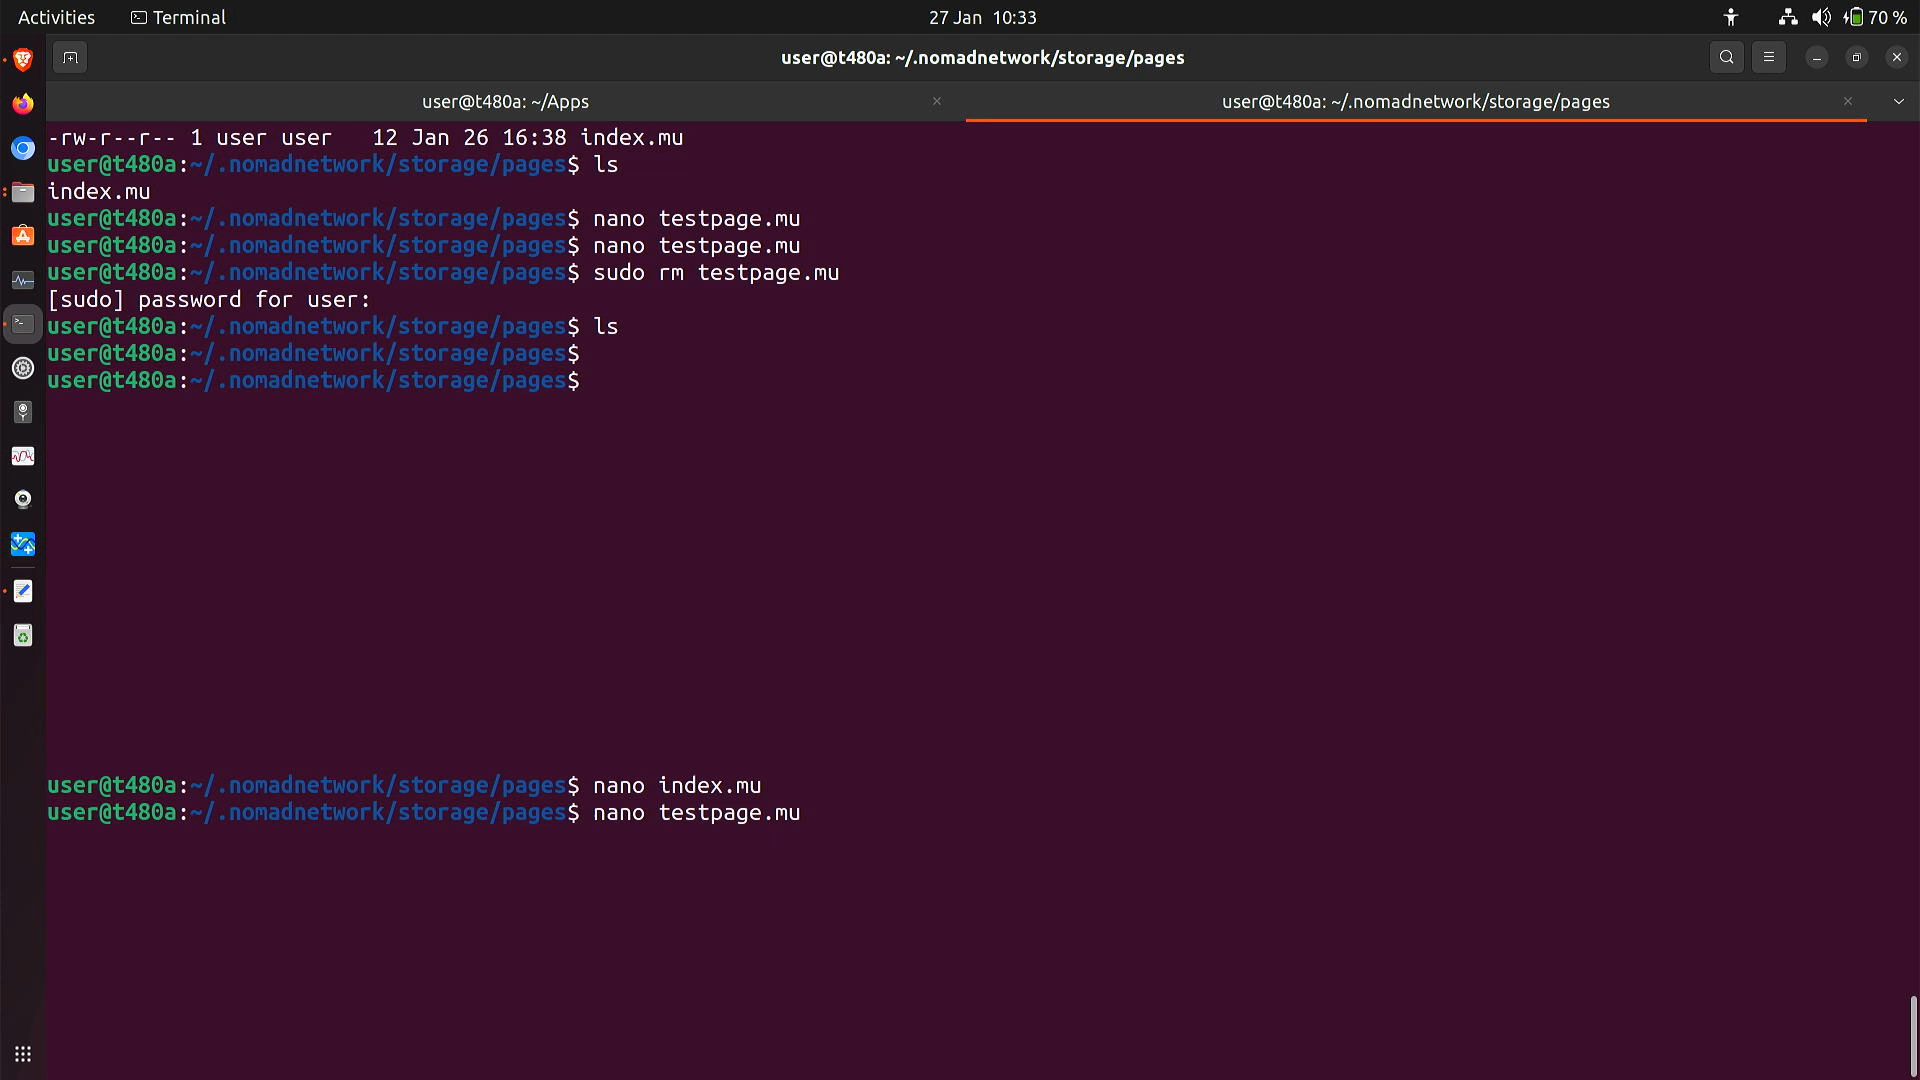 Activities Terminal 27 Jan 10:33 70 %
user@t480a: ~/.nomadnetwork/storage/pages
user@t480a: ~/Apps × user@t480a: ~/.nomadnetwork/storage/pages ×
-rw-r--r-- 1 user user   12 Jan 26 16:38 index.mu
user@t480a:~/.nomadnetwork/storage/pages$ ls
index.mu
user@t480a:~/.nomadnetwork/storage/pages$ nano testpage.mu
user@t480a:~/.nomadnetwork/storage/pages$ nano testpage.mu
user@t480a:~/.nomadnetwork/storage/pages$ sudo rm testpage.mu
[sudo] password for user:
user@t480a:~/.nomadnetwork/storage/pages$ ls
user@t480a:~/.nomadnetwork/storage/pages$
user@t480a:~/.nomadnetwork/storage/pages$
user@t480a:~/.nomadnetwork/storage/pages$ nano index.mu
user@t480a:~/.nomadnetwork/storage/pages$ nano testpage.mu